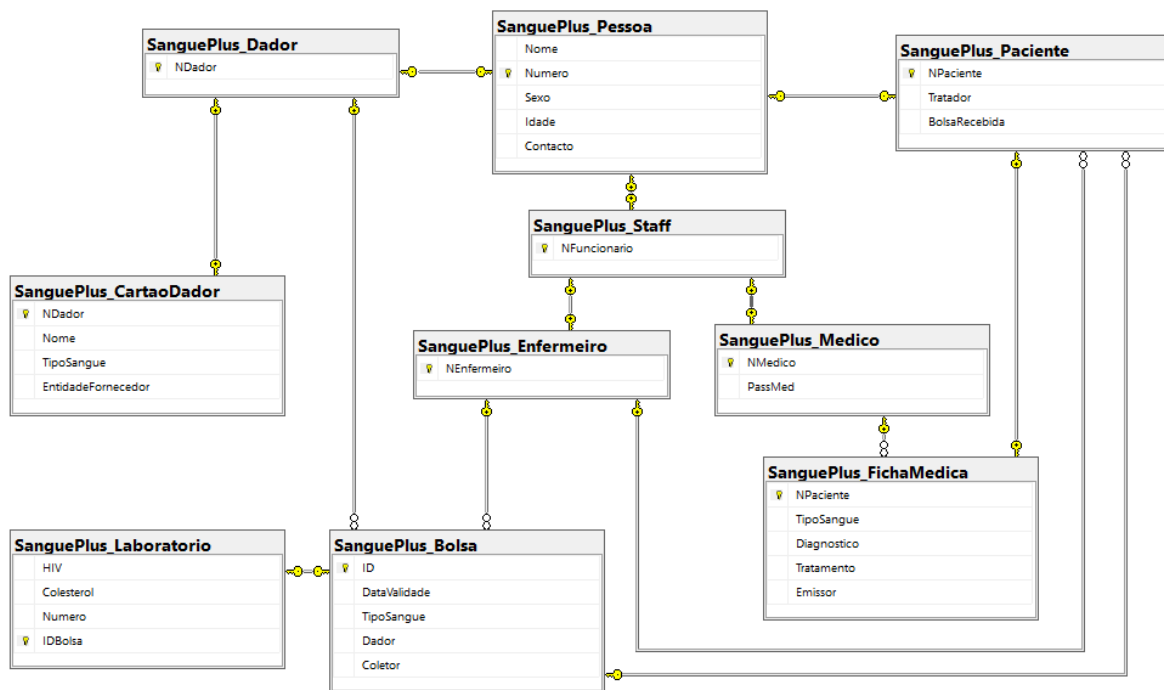 SanguePlus_Dador
NDador
SanguePlus_Pessoa
Nome
Numero
Sexo
Idade
Contacto
SanguePlus_Paciente
NPaciente
Tratador
BolsaRecebida
SanguePlus_Staff
NFuncionario
SanguePlus_CartaoDador
NDador
Nome
TipoSangue
EntidadeFornecedor
SanguePlus_Enfermeiro
NEnfermeiro
SanguePlus_Medico
NMedico
PassMed
SanguePlus_FichaMedica
NPaciente
TipoSangue
Diagnostico
Tratamento
Emissor
SanguePlus_Laboratorio
HIV
Colesterol
Numero
IDBolsa
SanguePlus_Bolsa
ID
DataValidade
TipoSangue
Dador
Coletor